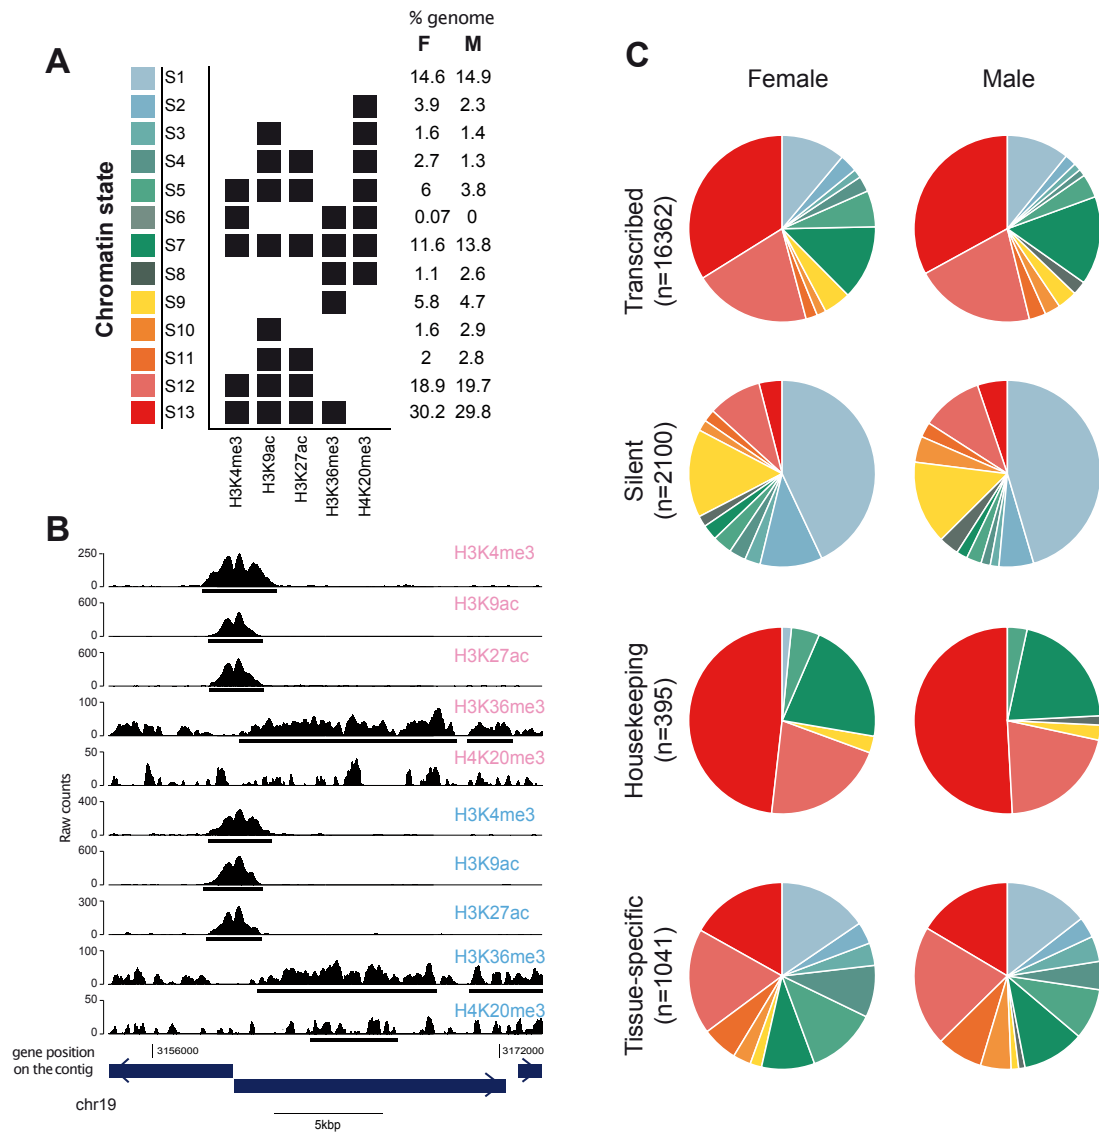 % genome
A
F M
S1 14.6 14.9
S2 3.9 2.3
S3 1.6 1.4
S4 2.7 1.3
S5 6 3.8
S6 0.07 0
S7 11.6 13.8
S8 1.1 2.6
S9 5.8 4.7
S10 1.6 2.9
S11 2 2.8
S12 18.9 19.7
S13 30.2 29.8
Chromatin state
H3K4me3
H3K9ac
H3K27ac
H3K36me3
H4K20me3
B
250
0
H3K4me3
600
0
H3K9ac
600
0
H3K27ac
100
0
H3K36me3
50
0
H4K20me3
400
0
H3K4me3
600
0
H3K9ac
300
0
H3K27ac
100
0
H3K36me3
50
0
H4K20me3
Raw counts
gene position
on the contig
3156000
3172000
chr19
5kbp
C
Female
Male
Transcribed
(n=16362)
Silent
(n=2100)
Housekeeping
(n=395)
Tissue-specific
(n=1041)